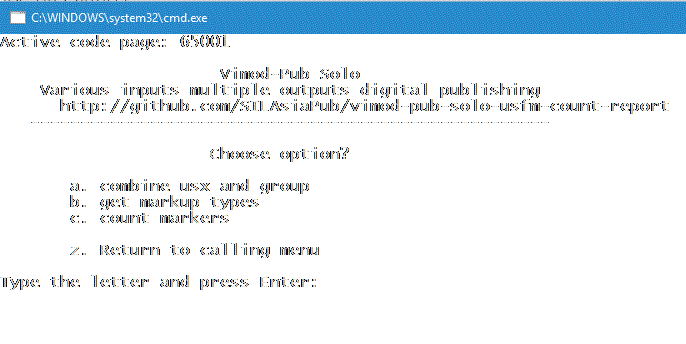 C:\WINDOWS\system32\cmd.exe
Active code page: 65001
Vimod-Pub Solo
Various inputs multiple outputs digital publishing
http://github.com/SILAsiaPub/vimod-pub-solo-usfm-count-report
Choose option?
a. combine usx and group
b. get markup types
c. count markers
z. Return to calling menu
Type the letter and press Enter: